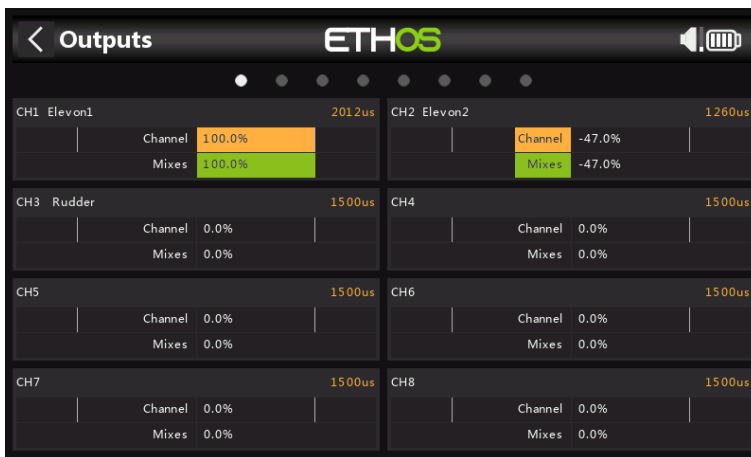 Outputs ETHOS
CH1 Elevon1 2012us
Channel 100.0%
Mixes 100.0%
CH2 Elevon2 1260us
Channel -47.0%
Mixes -47.0%
CH3 Rudder 1500us
Channel 0.0%
Mixes 0.0%
CH4 1500us
Channel 0.0%
Mixes 0.0%
CH5 1500us
Channel 0.0%
Mixes 0.0%
CH6 1500us
Channel 0.0%
Mixes 0.0%
CH7 1500us
Channel 0.0%
Mixes 0.0%
CH8 1500us
Channel 0.0%
Mixes 0.0%